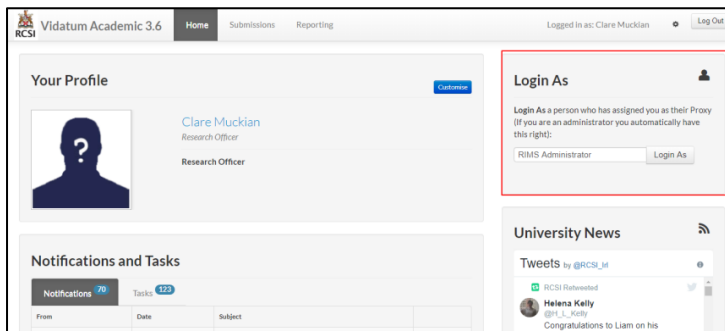 RCSI
Vidatum Academic 3.6
Home
Submissions
Reporting
Logged in as: Clare Muckian
Log Out
Your Profile
Customise
Clare Muckian
Research Officer
Research Officer
?
Login As
Login As a person who has assigned you as their Proxy
(If you are an administrator you automatically have
this right):
RIMS Administrator
Login As
Notifications and Tasks
Notifications 70
Tasks 123
From Date Subject
University News
Tweets by @RCSI_Irl
RCSI Retweeted
Helena Kelly
@H_L_Kelly
Congratulations to Liam on his